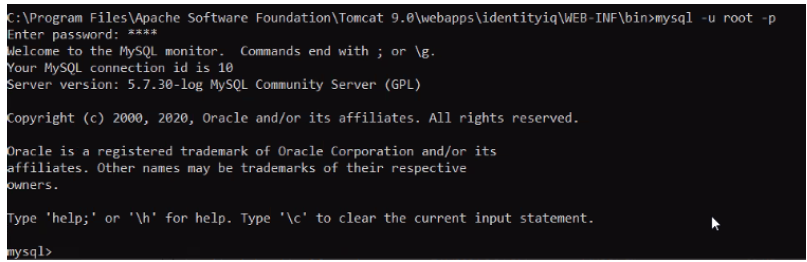 C:\Program Files\Apache Software Foundation\Tomcat 9.0\webapps\identityiq\WEB-INF\bin>mysql -u root -p
Enter password: ****
Welcome to the MySQL monitor.  Commands end with ; or \g.
Your MySQL connection id is 10
Server version: 5.7.30-log MySQL Community Server (GPL)
Copyright (c) 2000, 2020, Oracle and/or its affiliates. All rights reserved.
Oracle is a registered trademark of Oracle Corporation and/or its
affiliates. Other names may be trademarks of their respective
owners.
Type 'help;' or '\h' for help. Type '\c' to clear the current input statement.
mysql>